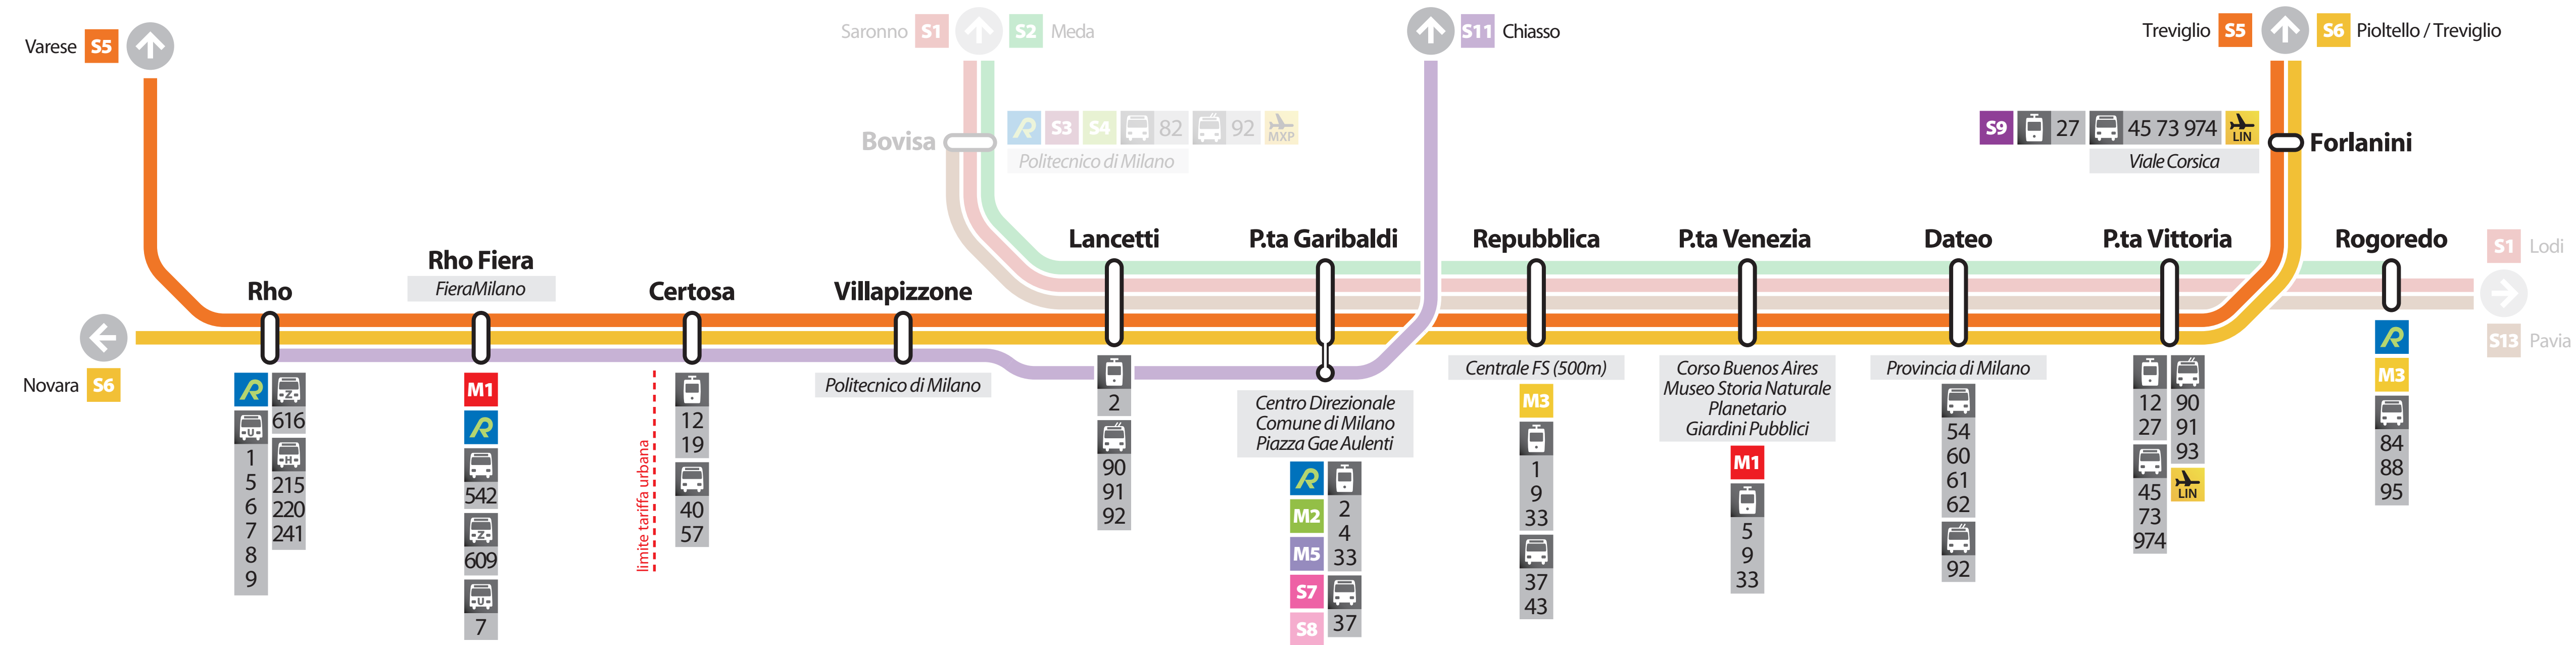 Varese S5
Saronno S1
S2 Meda
S11 Chiasso
Treviglio S5
S6 Pioltello / Treviglio
Bovisa
R S3 S4 82 92 MXP
Politecnico di Milano
S9 27 45 73 974 LIN
Viale Corsica
Forlanini
Rho
Rho Fiera
FieraMilano
Certosa
Villapizzone
Lancetti
P.ta Garibaldi
Repubblica
P.ta Venezia
Dateo
P.ta Vittoria
Rogoredo
S1 Lodi
S13 Pavia
Novara S6
R
U
1
5
6
7
8
9
Z
616
H
215
220
241
M1
R
542
Z
609
U
7
limite tariffa urbana
12
19
40
57
Politecnico di Milano
2
90
91
92
Centro Direzionale
Comune di Milano
Piazza Gae Aulenti
R
M2
M5
S7
S8
2
4
33
37
Centrale FS (500m)
M3
1
9
33
37
43
Corso Buenos Aires
Museo Storia Naturale
Planetario
Giardini Pubblici
M1
5
9
33
Provincia di Milano
54
60
61
62
92
12
27
45
73
974
90
91
93
LIN
R
M3
84
88
95